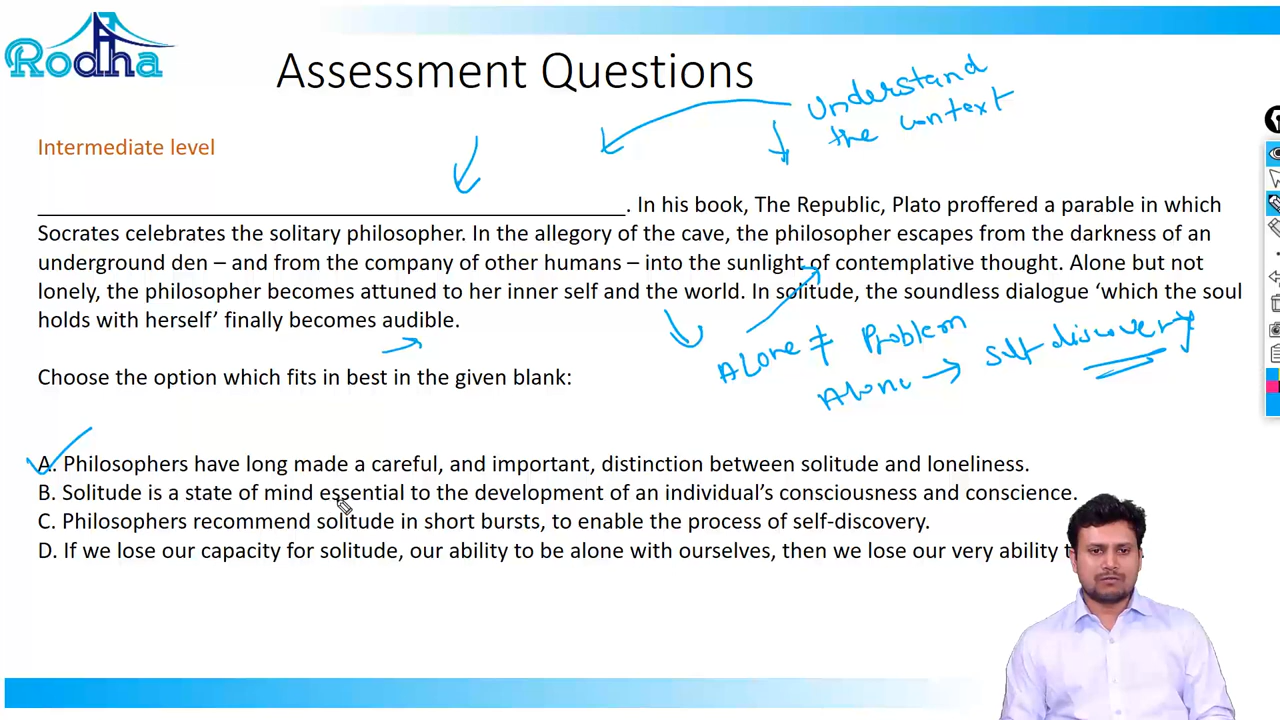 Rodha
Assessment Questions
Understand
the context
Intermediate level
. In his book, The Republic, Plato proffered a parable in which
Socrates celebrates the solitary philosopher. In the allegory of the cave, the philosopher escapes from the darkness of an
underground den – and from the company of other humans – into the sunlight of contemplative thought. Alone but not
lonely, the philosopher becomes attuned to her inner self and the world. In solitude, the soundless dialogue ‘which the soul
holds with herself’ finally becomes audible.
Alone ≠ Problem
Alone → Self discovery
Choose the option which fits in best in the given blank:
A. Philosophers have long made a careful, and important, distinction between solitude and loneliness.
B. Solitude is a state of mind essential to the development of an individual’s consciousness and conscience.
C. Philosophers recommend solitude in short bursts, to enable the process of self-discovery.
D. If we lose our capacity for solitude, our ability to be alone with ourselves, then we lose our very ability